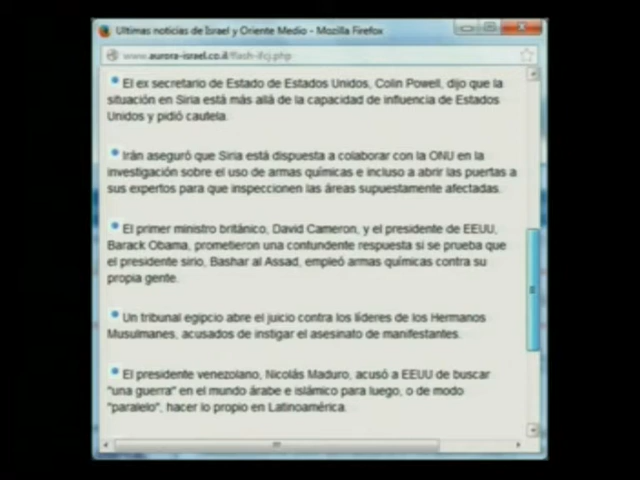 Ultimas noticias de Israel y Oriente Medio - Mozilla Firefox
www.aurora-israel.co.il/flash-ifcj.php
El ex secretario de Estado de Estados Unidos, Colin Powell, dijo que la
situación en Siria está más allá de la capacidad de influencia de Estados
Unidos y pidió cautela.
Irán aseguró que Siria está dispuesta a colaborar con la ONU en la
investigación sobre el uso de armas químicas e incluso a abrir las puertas a
sus expertos para que inspeccionen las áreas supuestamente afectadas.
El primer ministro británico, David Cameron, y el presidente de EEUU,
Barack Obama, prometieron una contundente respuesta si se prueba que
el presidente sirio, Bashar al Assad, empleó armas químicas contra su
propia gente.
Un tribunal egipcio abre el juicio contra los líderes de los Hermanos
Musulmanes, acusados de instigar el asesinato de manifestantes.
El presidente venezolano, Nicolás Maduro, acusó a EEUU de buscar
"una guerra" en el mundo árabe e islámico para luego, o de modo
"paralelo", hacer lo propio en Latinoamérica.